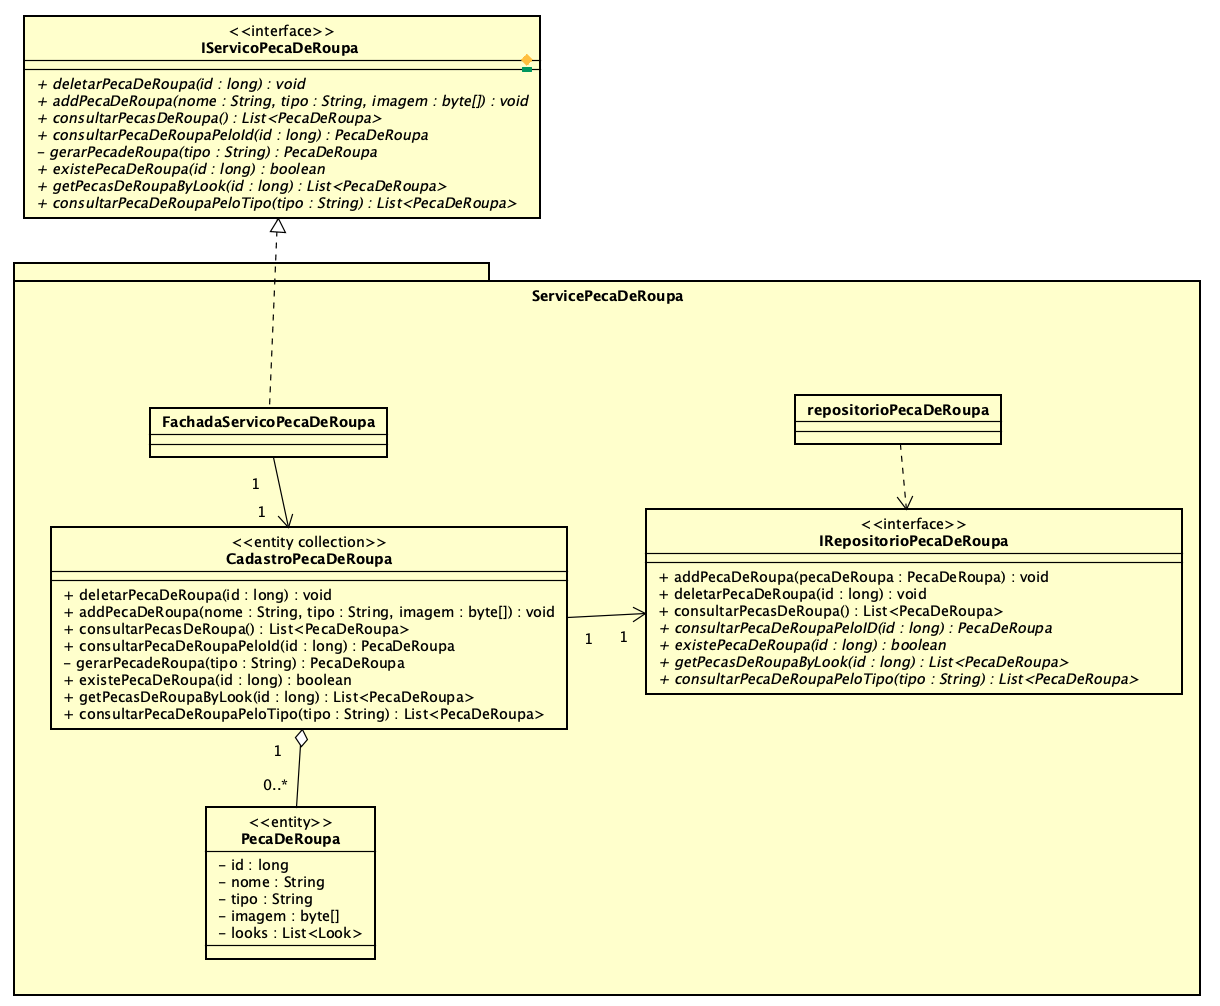 <<interface>>
IServicoPecaDeRoupa
+ deletarPecaDeRoupa(id : long) : void
+ addPecaDeRoupa(nome : String, tipo : String, imagem : byte[]) : void
+ consultarPecasDeRoupa() : List<PecaDeRoupa>
+ consultarPecaDeRoupaPeloId(id : long) : PecaDeRoupa
- gerarPecadeRoupa(tipo : String) : PecaDeRoupa
+ existePecaDeRoupa(id : long) : boolean
+ getPecasDeRoupaByLook(id : long) : List<PecaDeRoupa>
+ consultarPecaDeRoupaPeloTipo(tipo : String) : List<PecaDeRoupa>
ServicePecaDeRoupa
FachadaServicoPecaDeRoupa
1
1
<<entity collection>>
CadastroPecaDeRoupa
+ deletarPecaDeRoupa(id : long) : void
+ addPecaDeRoupa(nome : String, tipo : String, imagem : byte[]) : void
+ consultarPecasDeRoupa() : List<PecaDeRoupa>
+ consultarPecaDeRoupaPeloId(id : long) : PecaDeRoupa
- gerarPecadeRoupa(tipo : String) : PecaDeRoupa
+ existePecaDeRoupa(id : long) : boolean
+ getPecasDeRoupaByLook(id : long) : List<PecaDeRoupa>
+ consultarPecaDeRoupaPeloTipo(tipo : String) : List<PecaDeRoupa>
1
1
repositorioPecaDeRoupa
<<interface>>
IRepositorioPecaDeRoupa
+ addPecaDeRoupa(pecaDeRoupa : PecaDeRoupa) : void
+ deletarPecaDeRoupa(id : long) : void
+ consultarPecasDeRoupa() : List<PecaDeRoupa>
+ consultarPecaDeRoupaPeloID(id : long) : PecaDeRoupa
+ existePecaDeRoupa(id : long) : boolean
+ getPecasDeRoupaByLook(id : long) : List<PecaDeRoupa>
+ consultarPecaDeRoupaPeloTipo(tipo : String) : List<PecaDeRoupa>
1
0..*
<<entity>>
PecaDeRoupa
- id : long
- nome : String
- tipo : String
- imagem : byte[]
- looks : List<Look>